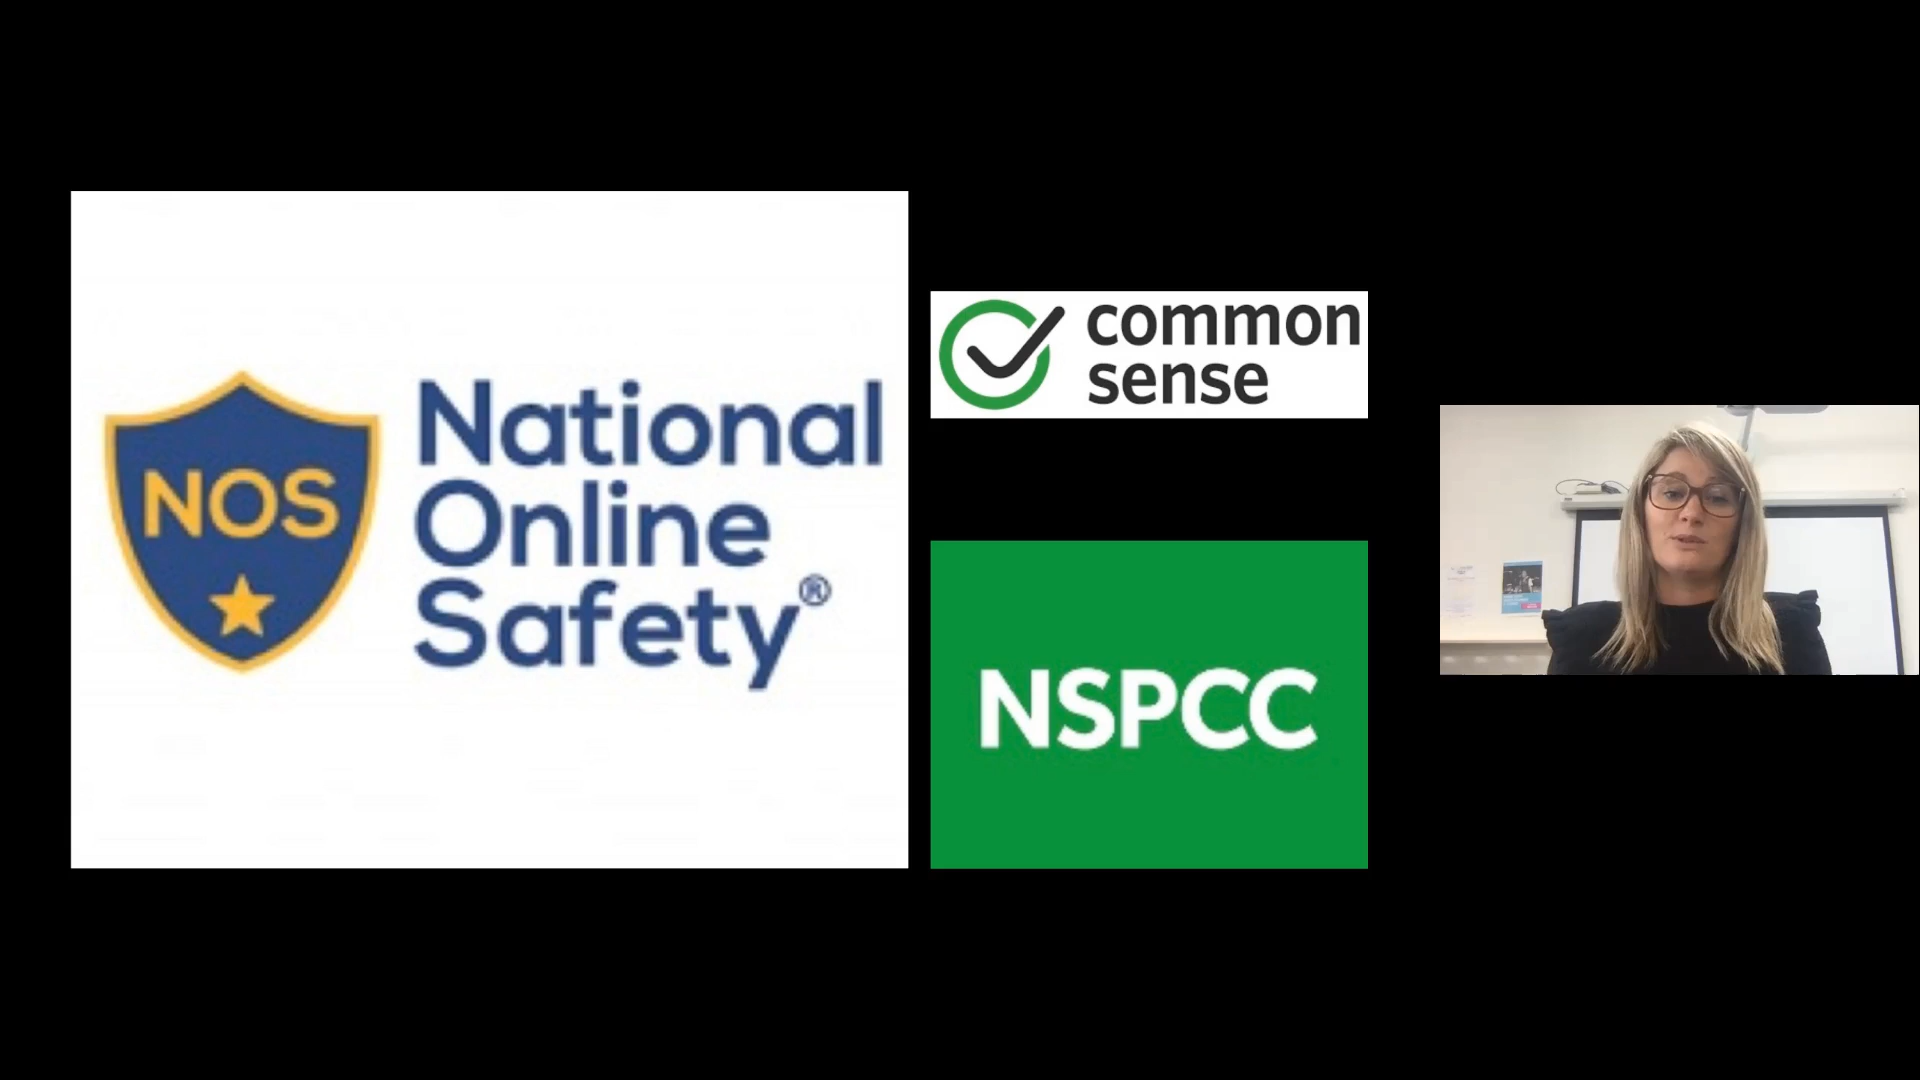 NOS
National
Online
Safety®
common
sense
NSPCC